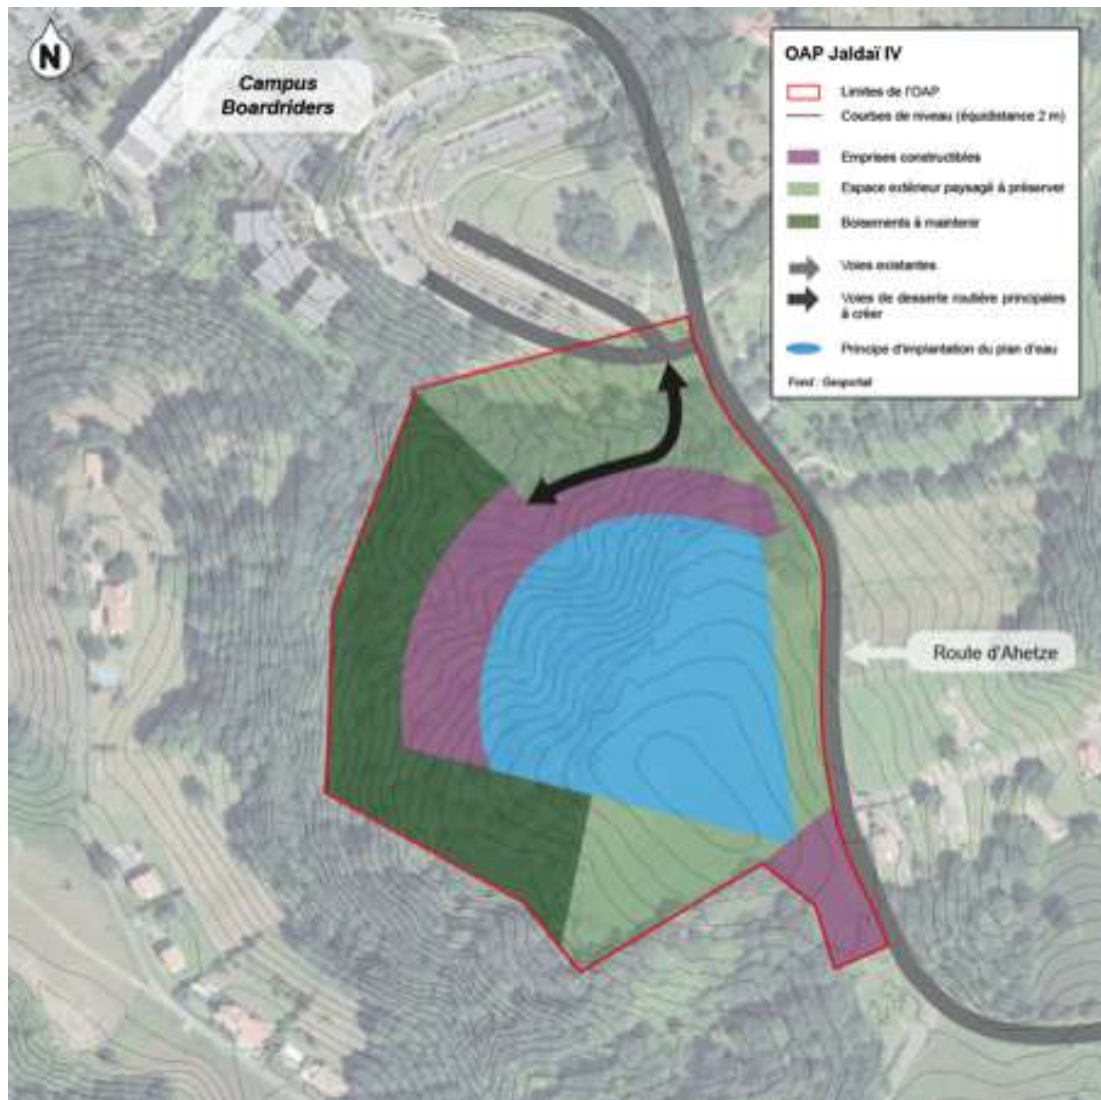 N
Campus
Boardriders
OAP Jaldaï IV
Limites de l'OAP
Courbes de niveau (équidistance 2 m)
Emprises constructibles
Espace extérieur paysagé à préserver
Boisements à maintenir
Voies existantes
Voies de desserte routière principales
à créer
Principe d'implantation du plan d'eau
Fond : Geoportail
Route d'Ahetze